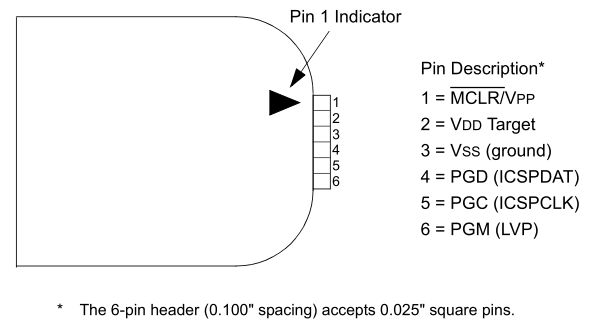 Pin 1 Indicator
Pin Description*
1 = MCLR/VPP
2 = VDD Target
3 = VSS (ground)
4 = PGD (ICSPDAT)
5 = PGC (ICSPCLK)
6 = PGM (LVP)
1
2
3
4
5
6
* The 6-pin header (0.100" spacing) accepts 0.025" square pins.